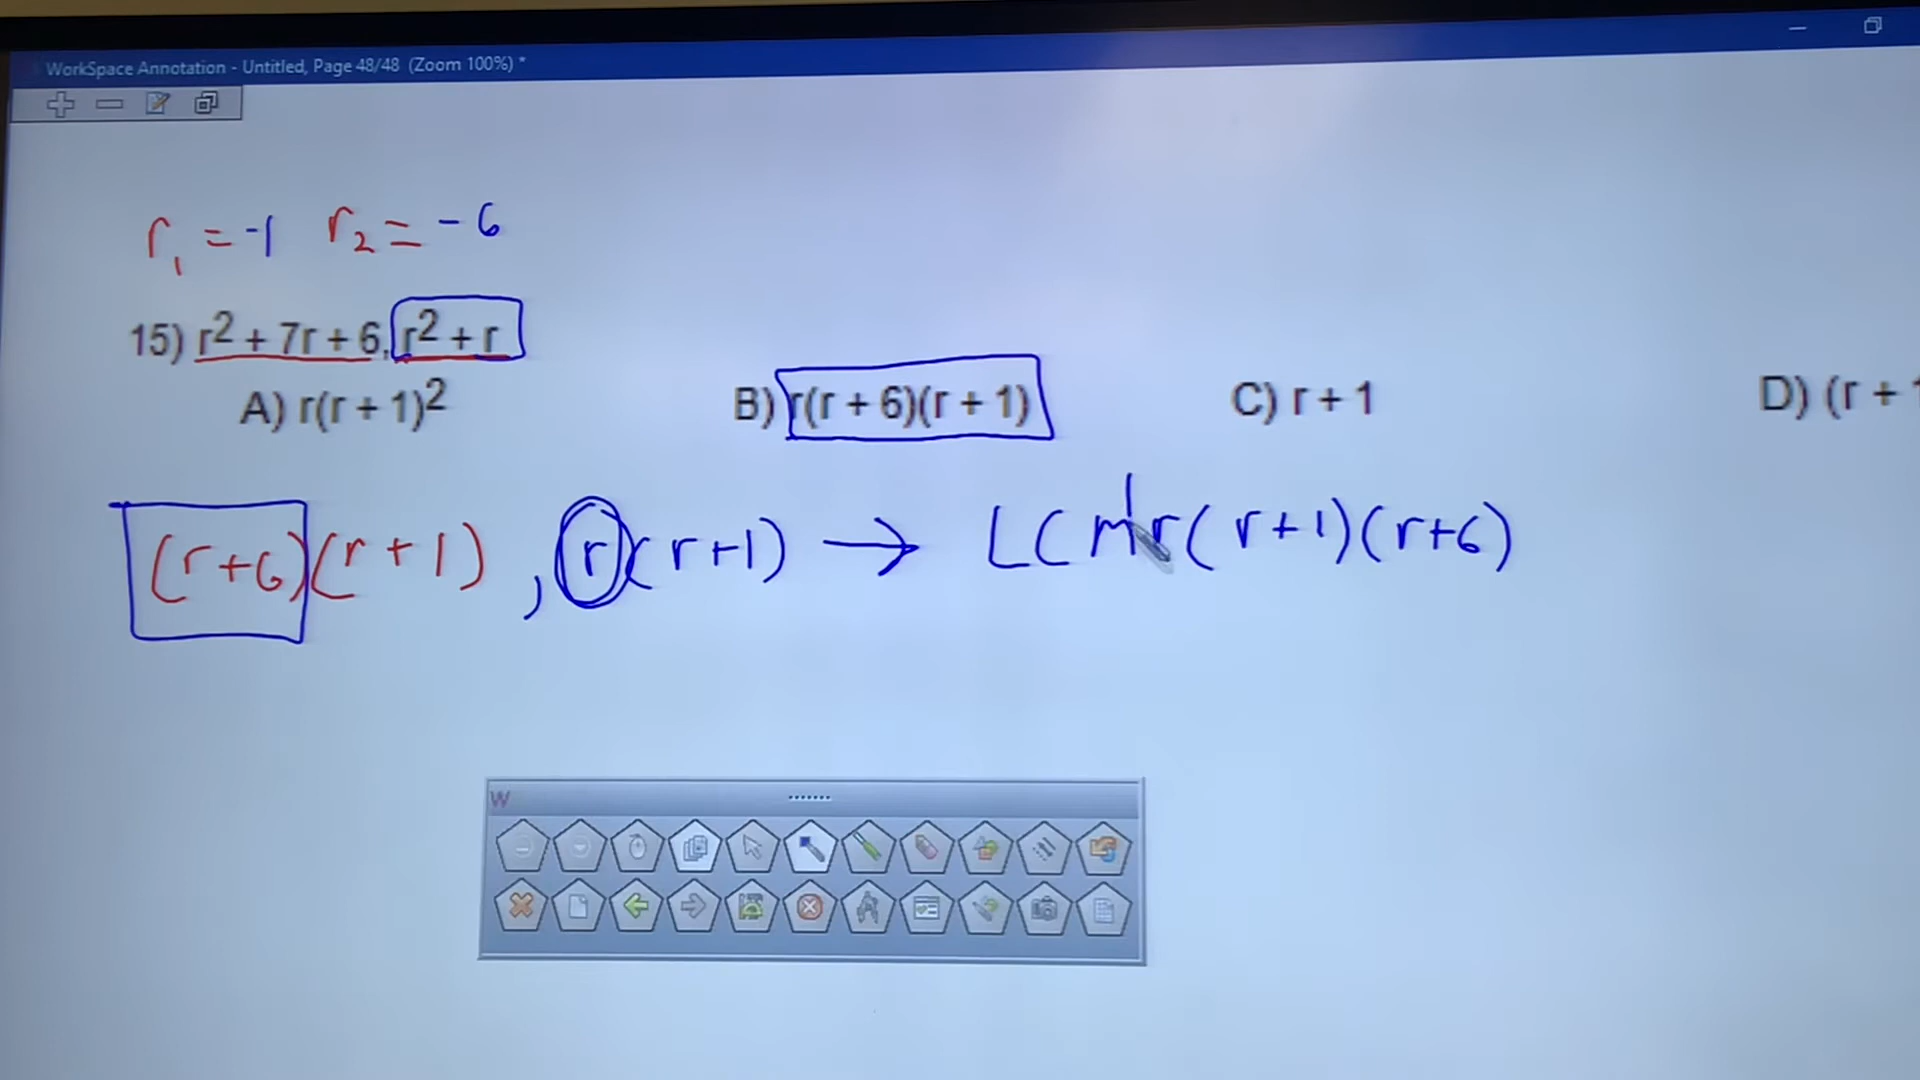 WorkSpace Annotation - Untitled, Page 48/48 (Zoom 100%) *
r₁ = -1 r₂ = -6
15) r² + 7r + 6, r² + r
A) r(r + 1)² B) r(r + 6)(r + 1) C) r + 1 D) (r +
(r+6)(r+1) , r(r+1) → LCM r(r+1)(r+6)
W